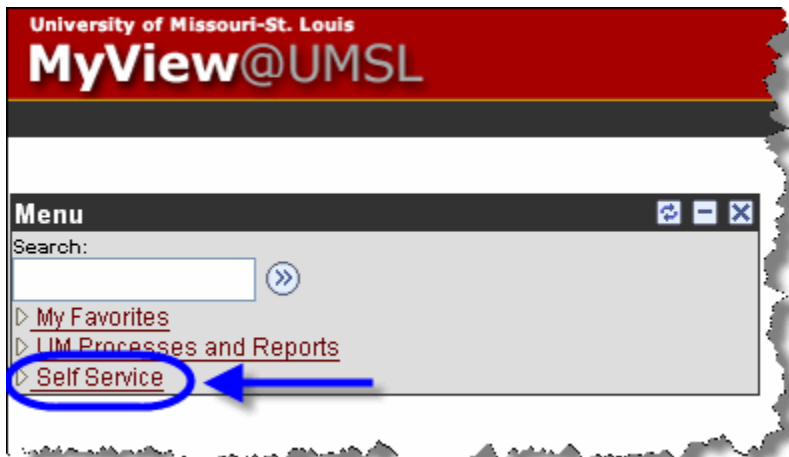 University of Missouri-St. Louis
MyView@UMSL
Menu
Search:
My Favorites
UM Processes and Reports
Self Service